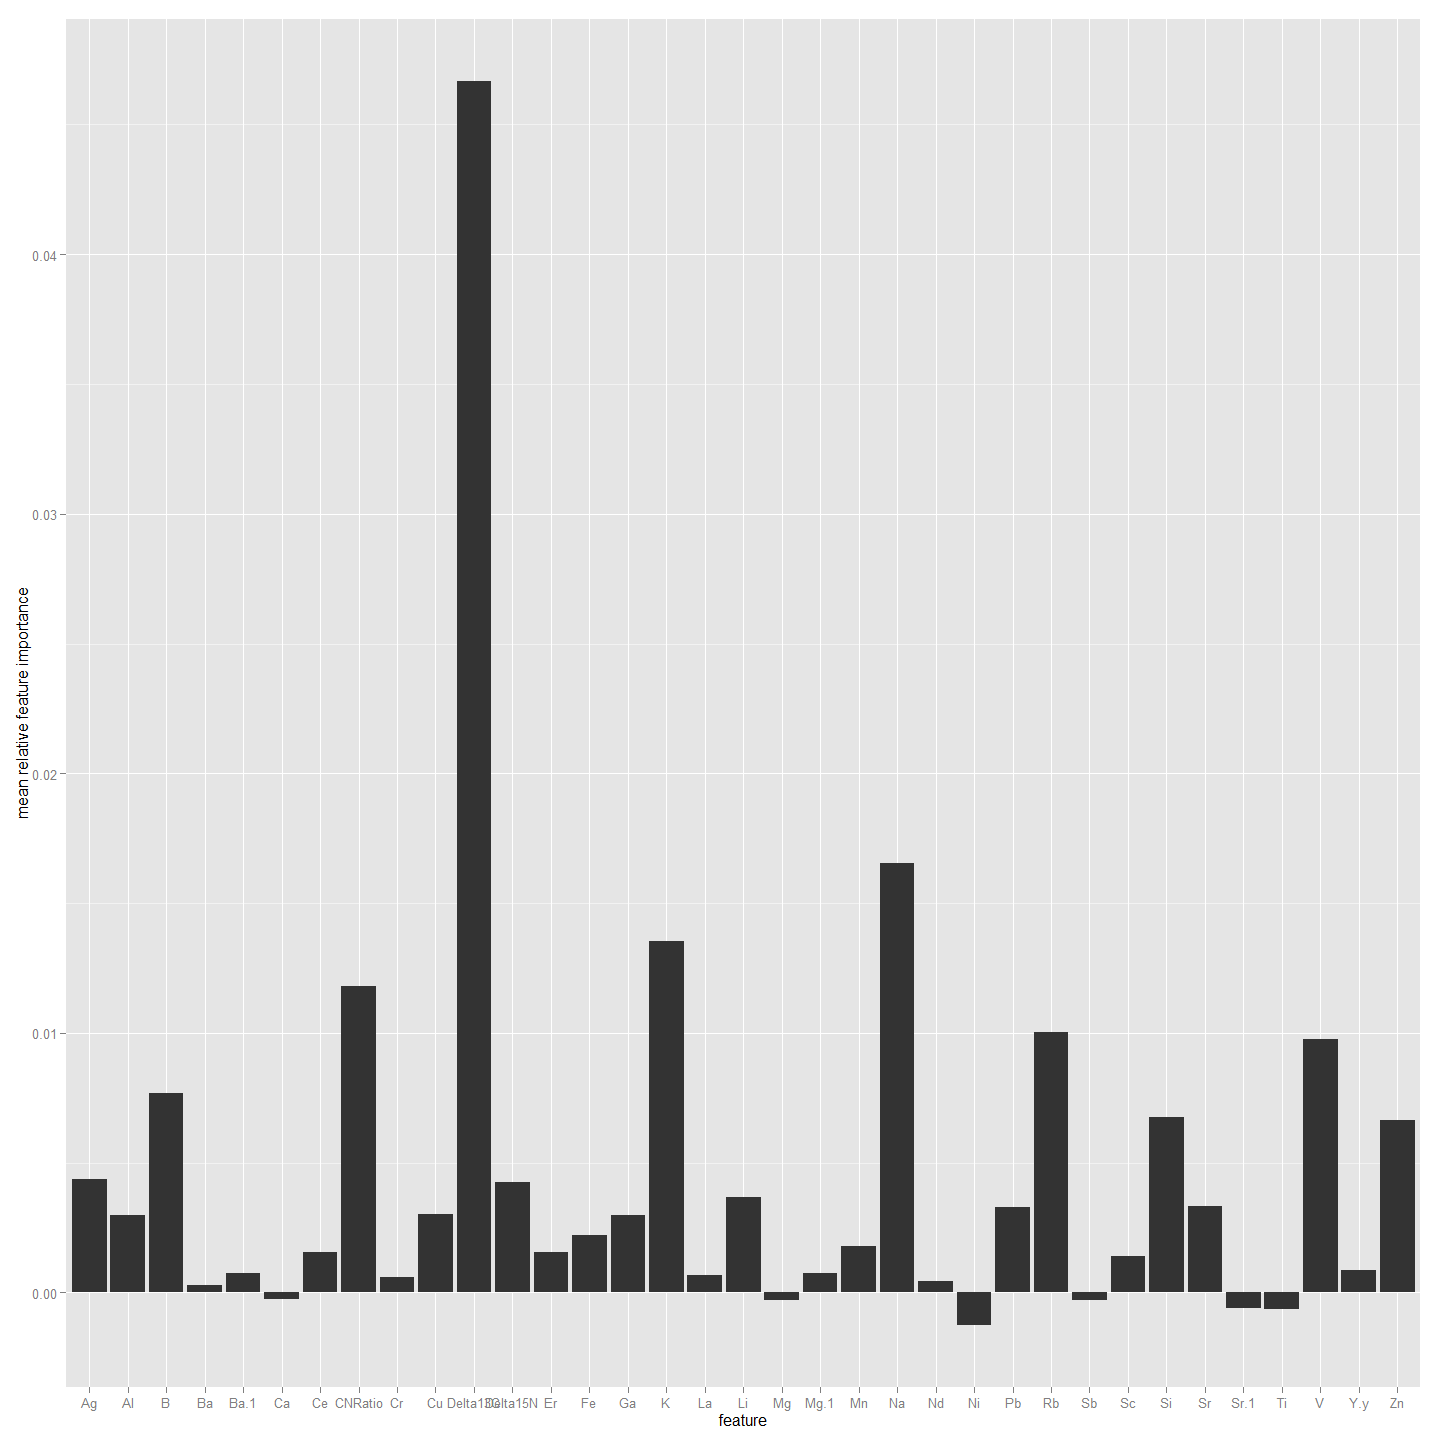 mean relative feature importance
0.04
0.03
0.02
0.01
0.00
Ag Al B Ba Ba.1 Ca Ce CNRatio Cr Cu Delta13C Delta15N Er Fe Ga K La Li Mg Mg.1 Mn Na Nd Ni Pb Rb Sb Sc Si Sr Sr.1 Ti V Y.y Zn
feature